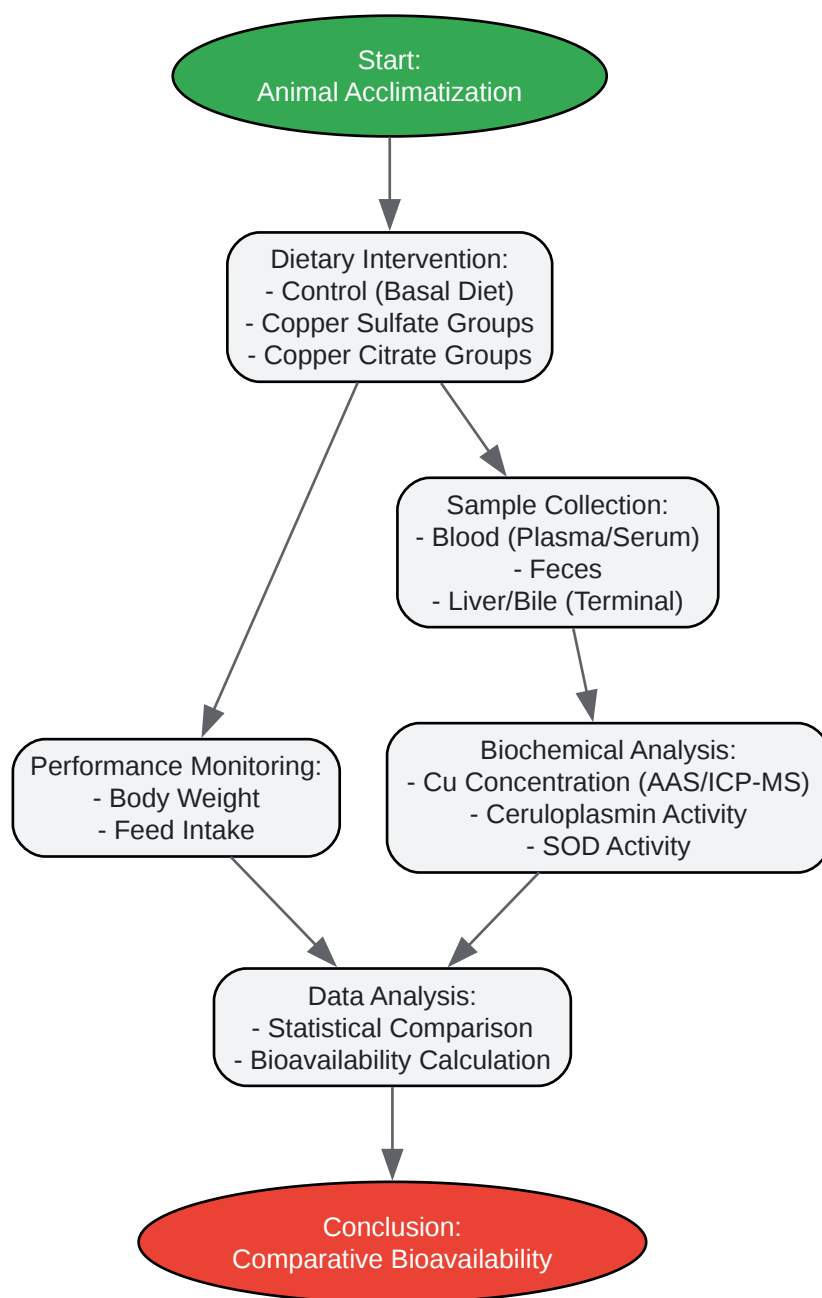 Start:
Animal Acclimatization
Dietary Intervention:
- Control (Basal Diet)
- Copper Sulfate Groups
- Copper Citrate Groups
Sample Collection:
- Blood (Plasma/Serum)
- Feces
- Liver/Bile (Terminal)
Performance Monitoring:
- Body Weight
- Feed Intake
Biochemical Analysis:
- Cu Concentration (AAS/ICP-MS)
- Ceruloplasmin Activity
- SOD Activity
Data Analysis:
- Statistical Comparison
- Bioavailability Calculation
Conclusion:
Comparative Bioavailability